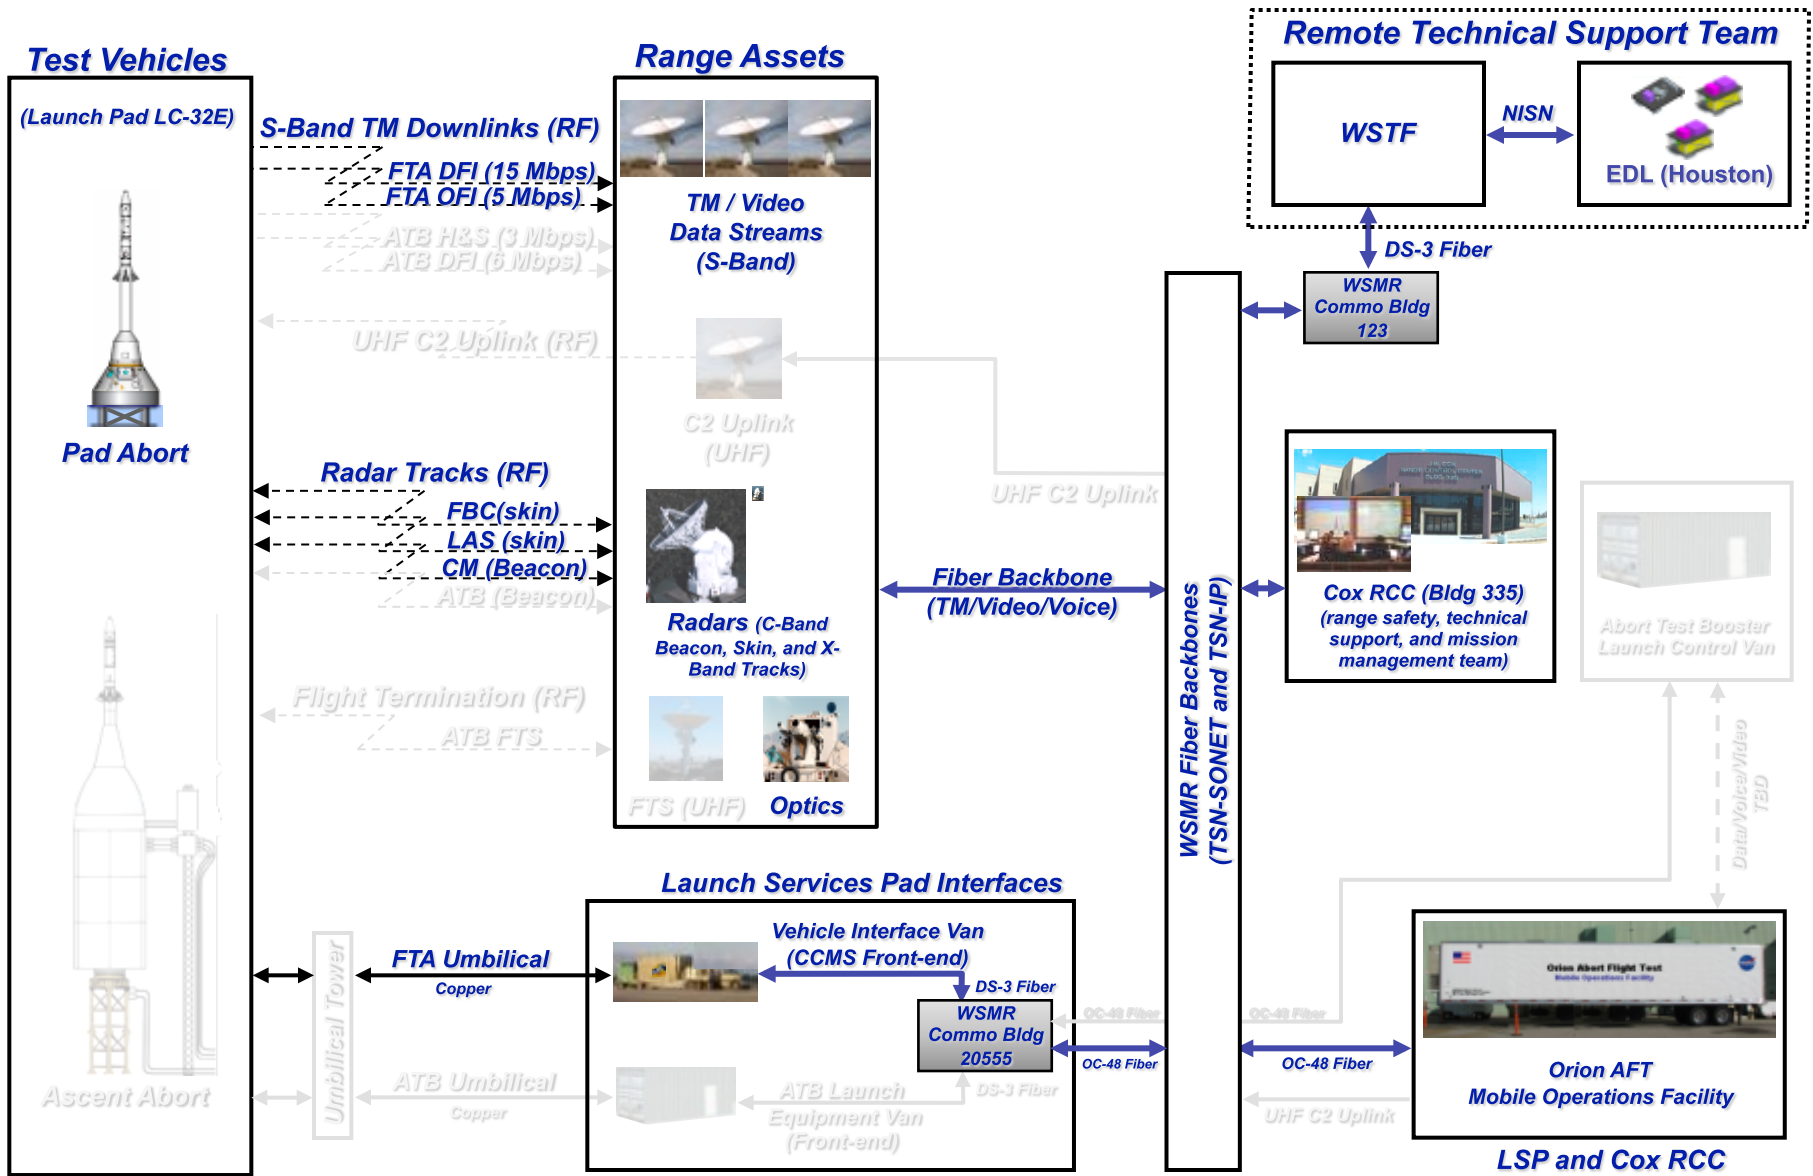 Test Vehicles
(Launch Pad LC-32E)
Pad Abort
Ascent Abort
S-Band TM Downlinks (RF)
FTA DFI (15 Mbps)
FTA OFI (5 Mbps)
ATB H&S (3 Mbps)
ATB DFI (6 Mbps)
UHF C2 Uplink (RF)
Radar Tracks (RF)
FBC(skin)
LAS (skin)
CM (Beacon)
ATB (Beacon)
Flight Termination (RF)
ATB FTS
Umbilical Tower
FTA Umbilical
Copper
ATB Umbilical
Copper
Range Assets
TM / Video
Data Streams
(S-Band)
C2 Uplink
(UHF)
Radars (C-Band
Beacon, Skin, and X-
Band Tracks)
FTS (UHF)
Optics
Launch Services Pad Interfaces
Vehicle Interface Van
(CCMS Front-end)
DS-3 Fiber
WSMR
Commo Bldg
20555
ATB Launch
Equipment Van
(Front-end)
DS-3 Fiber
UHF C2 Uplink
Fiber Backbone
(TM/Video/Voice)
OC-48 Fiber
OC-48 Fiber
WSMR Fiber Backbones
(TSN-SONET and TSN-IP)
Remote Technical Support Team
WSTF
NISN
EDL (Houston)
DS-3 Fiber
WSMR
Commo Bldg
123
Cox RCC (Bldg 335)
(range safety, technical
support, and mission
management team)
Abort Test Booster
Launch Control Van
Data/Voice/Video
TBD
OC-48 Fiber
OC-48 Fiber
UHF C2 Uplink
Orion Abort Flight Test
Mobile Operations Facility
Orion AFT
Mobile Operations Facility
LSP and Cox RCC